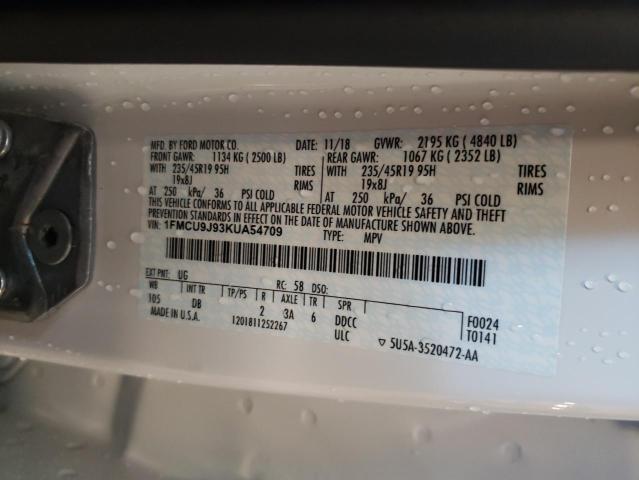 MFD. BY FORD MOTOR CO. 11/18 GVWR: 2195 KG ( 4840 LB)
FRONT GAWR: 1134 KG ( 2500 LB) REAR GAWR: 1067 KG ( 2352 LB)
WITH 235/45R19 95H TIRES WITH 235/45R19 95H TIRES
19x8J RIMS 19x8J RIMS
AT 250 kPa/ 36 PSI COLD AT 250 kPa/ 36 PSI COLD
THIS VEHICLE CONFORMS TO ALL APPLICABLE FEDERAL MOTOR VEHICLE SAFETY AND THEFT
PREVENTION STANDARDS IN EFFECT ON THE DATE OF MANUFACTURE SHOWN ABOVE.
VIN: 1FMCU9J93KUA54709 TYPE: MPV
EXT PNT: UG RC: 58 DSO:
WB INT TR TP/PS R AXLE TR SPR F0024
105 DB 2 3A 6 DDCC T0141
MADE IN U.S.A. 1201811252267 ULC ▽ 5U5A-3520472-AA